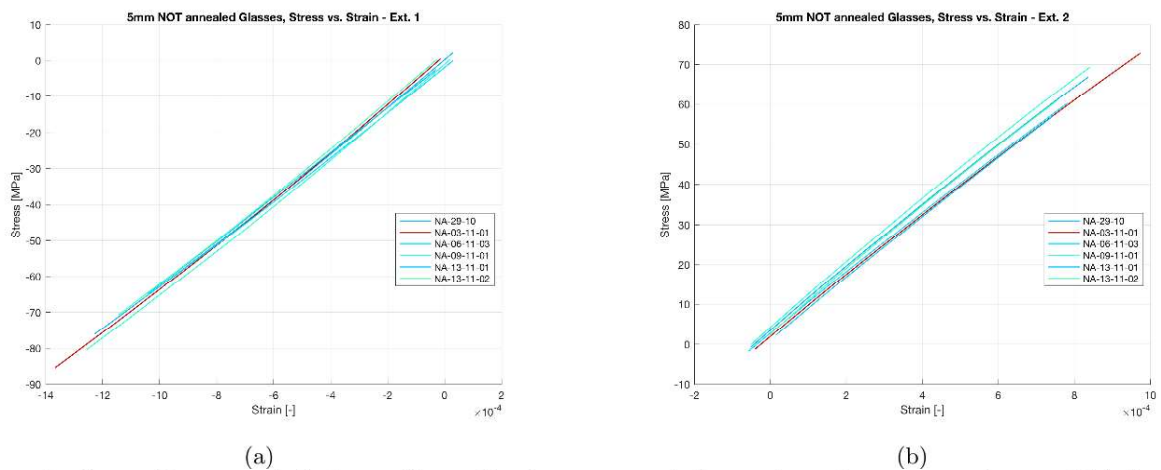 5mm NOT annealed Glasses, Stress vs. Strain - Ext. 1
10
0
-10
-20
-30
-40
-50
-60
-70
-80
-90
Stress [MPa]
NA-29-10
NA-03-11-01
NA-06-11-03
NA-09-11-01
NA-13-11-01
NA-13-11-02
-14
-12
-10
-8
-6
-4
-2
0
2
Strain [-]
×10-4
(a)
5mm NOT annealed Glasses, Stress vs. Strain - Ext. 2
80
70
60
50
40
30
20
10
0
-10
Stress [MPa]
NA-29-10
NA-03-11-01
NA-06-11-03
NA-09-11-01
NA-13-11-01
NA-13-11-02
-2
0
2
4
6
8
10
Strain [-]
×10-4
(b)